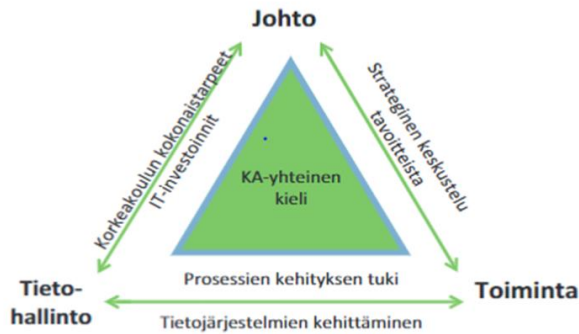 Johto
Korkeakoulun kokonaistarpeet
IT-investoinnit
Strateginen keskustelu
tavoitteista
KA-yhteinen
kieli
Tieto-
hallinto
Prosessien kehityksen tuki
Toiminta
Tietojärjestelmien kehittäminen